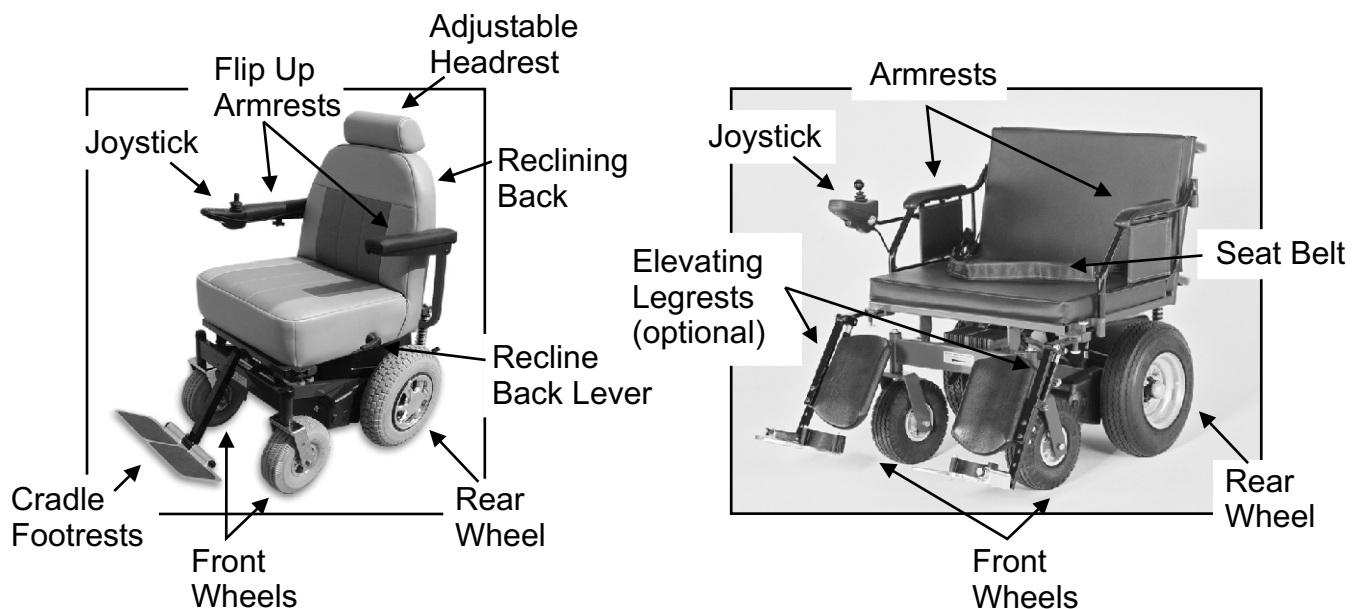 Adjustable
Headrest
Flip Up
Armrests
Joystick
Reclining
Back
Recline
Back Lever
Cradle
Footrests
Front
Wheels
Rear
Wheel
Armrests
Joystick
Elevating
Legrests
(optional)
Seat Belt
Rear
Wheel
Front
Wheels